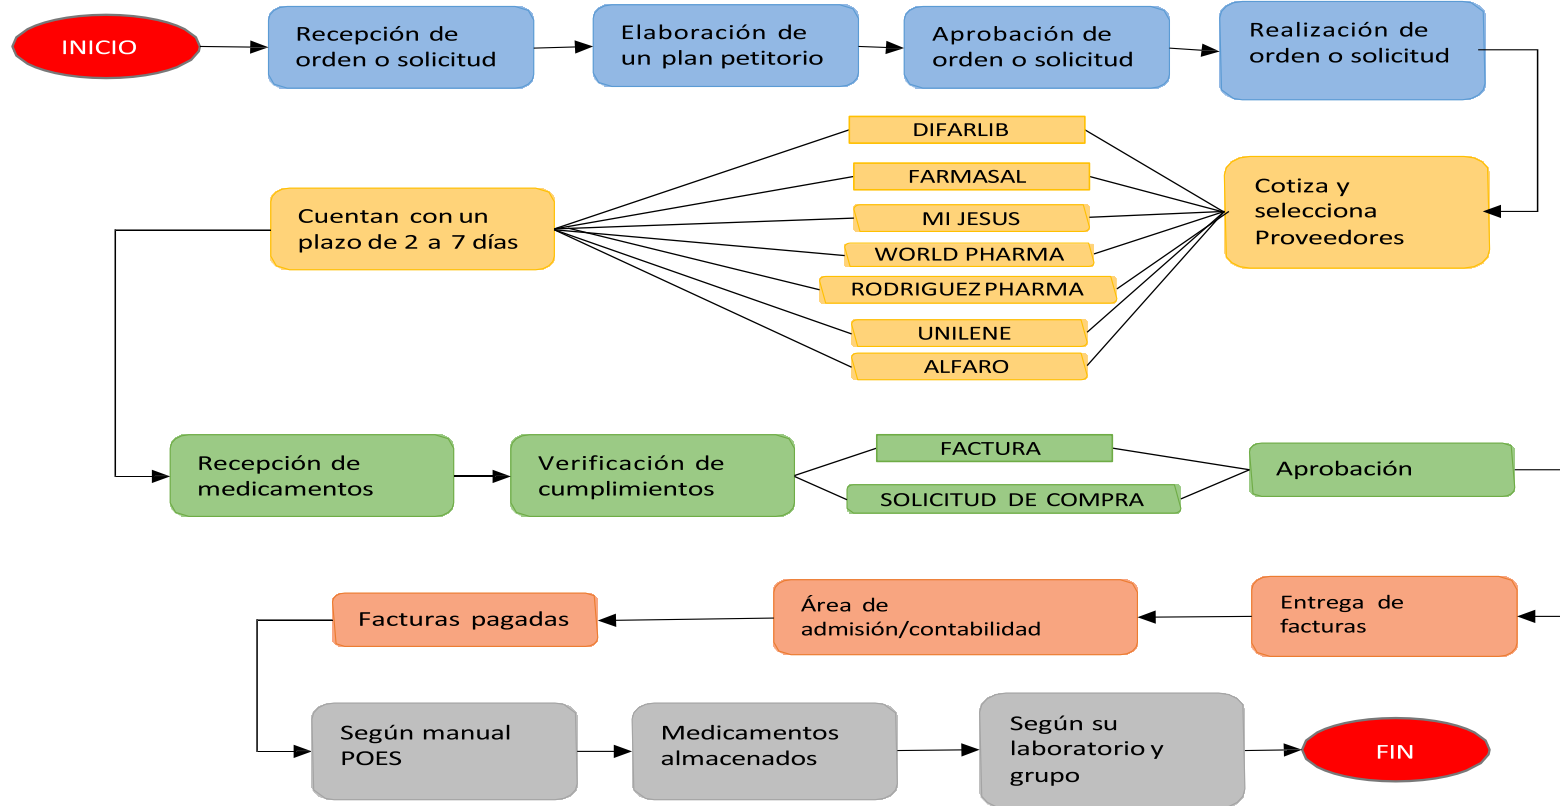 INICIO
Recepción de
orden o solicitud
Elaboración de
un plan petitorio
Aprobación de
orden o solicitud
Realización de
orden o solicitud
Cotiza y
selecciona
Proveedores
DIFARLIB
FARMASAL
MI JESUS
WORLD PHARMA
RODRIGUEZ PHARMA
UNILENE
ALFARO
Cuentan con un
plazo de 2 a 7 días
Recepción de
medicamentos
Verificación de
cumplimientos
FACTURA
SOLICITUD DE COMPRA
Aprobación
Entrega de
facturas
Área de
admisión/contabilidad
Facturas pagadas
Según manual
POES
Medicamentos
almacenados
Según su
laboratorio y
grupo
FIN